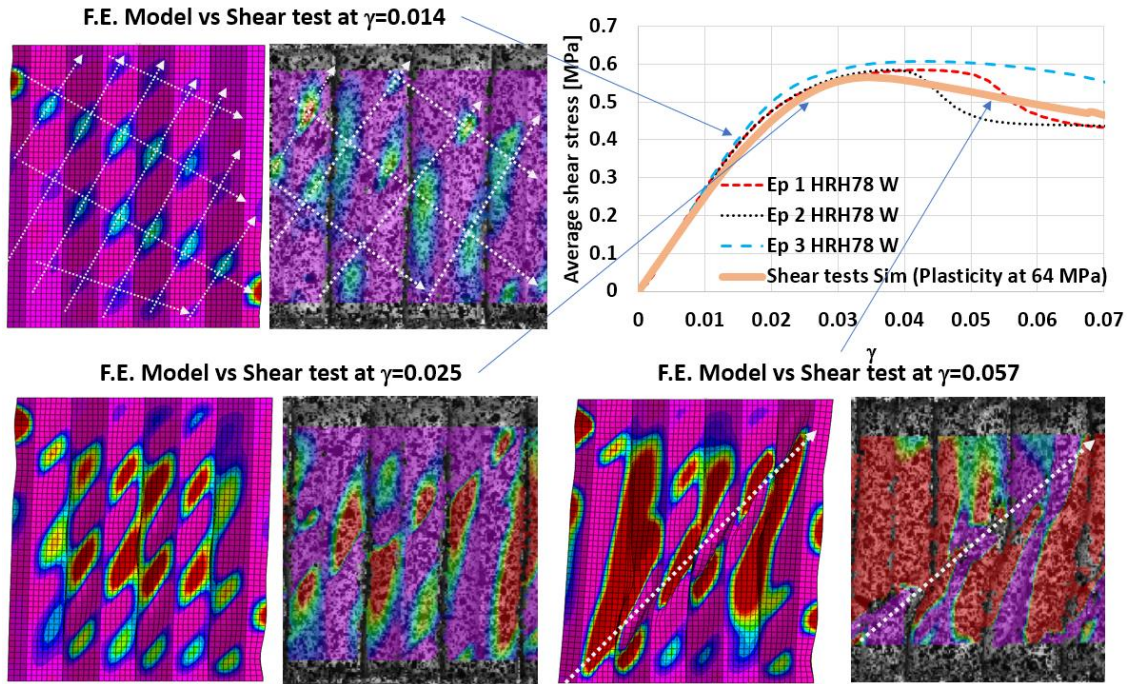 F.E. Model vs Shear test at γ=0.014
Average shear stress [MPa]
0.7
0.6
0.5
0.4
0.3
0.2
0.1
0
Ep 1 HRH78 W
Ep 2 HRH78 W
Ep 3 HRH78 W
Shear tests Sim (Plasticity at 64 MPa)
0 0.01 0.02 0.03 0.04 0.05 0.06 0.07
γ
F.E. Model vs Shear test at γ=0.025
F.E. Model vs Shear test at γ=0.057